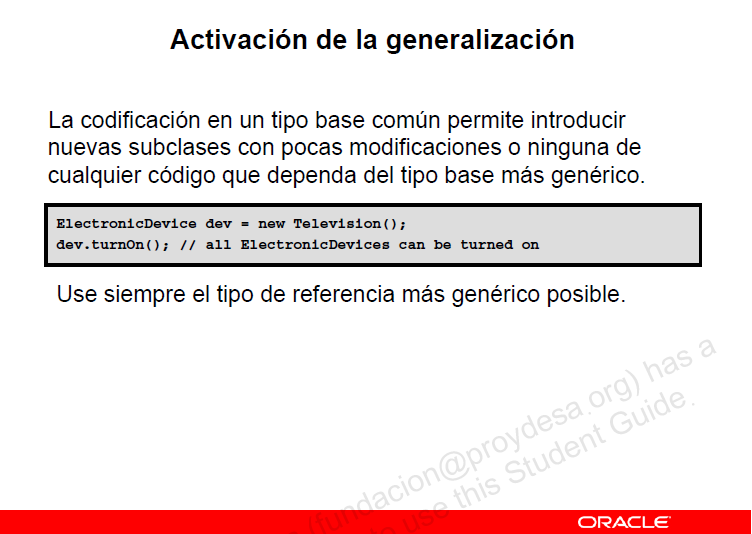 Activación de la generalización
La codificación en un tipo base común permite introducir
nuevas subclases con pocas modificaciones o ninguna de
cualquier código que dependa del tipo base más genérico.
ElectronicDevice dev = new Television();
dev.turnOn(); // all ElectronicDevices can be turned on
Use siempre el tipo de referencia más genérico posible.
(fundacion@proydesa.org) has a
to use this Student Guide.
ORACLE